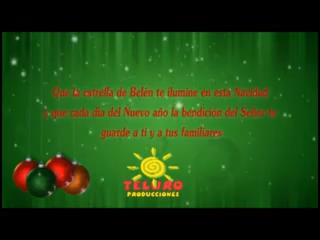 Que la estrella de Belén te ilumine en esta Navidad
y que cada dia del Nuevo año la bendición del Señor te
guarde a ti y a tus familiares
TELURO
PRODUCCIONES